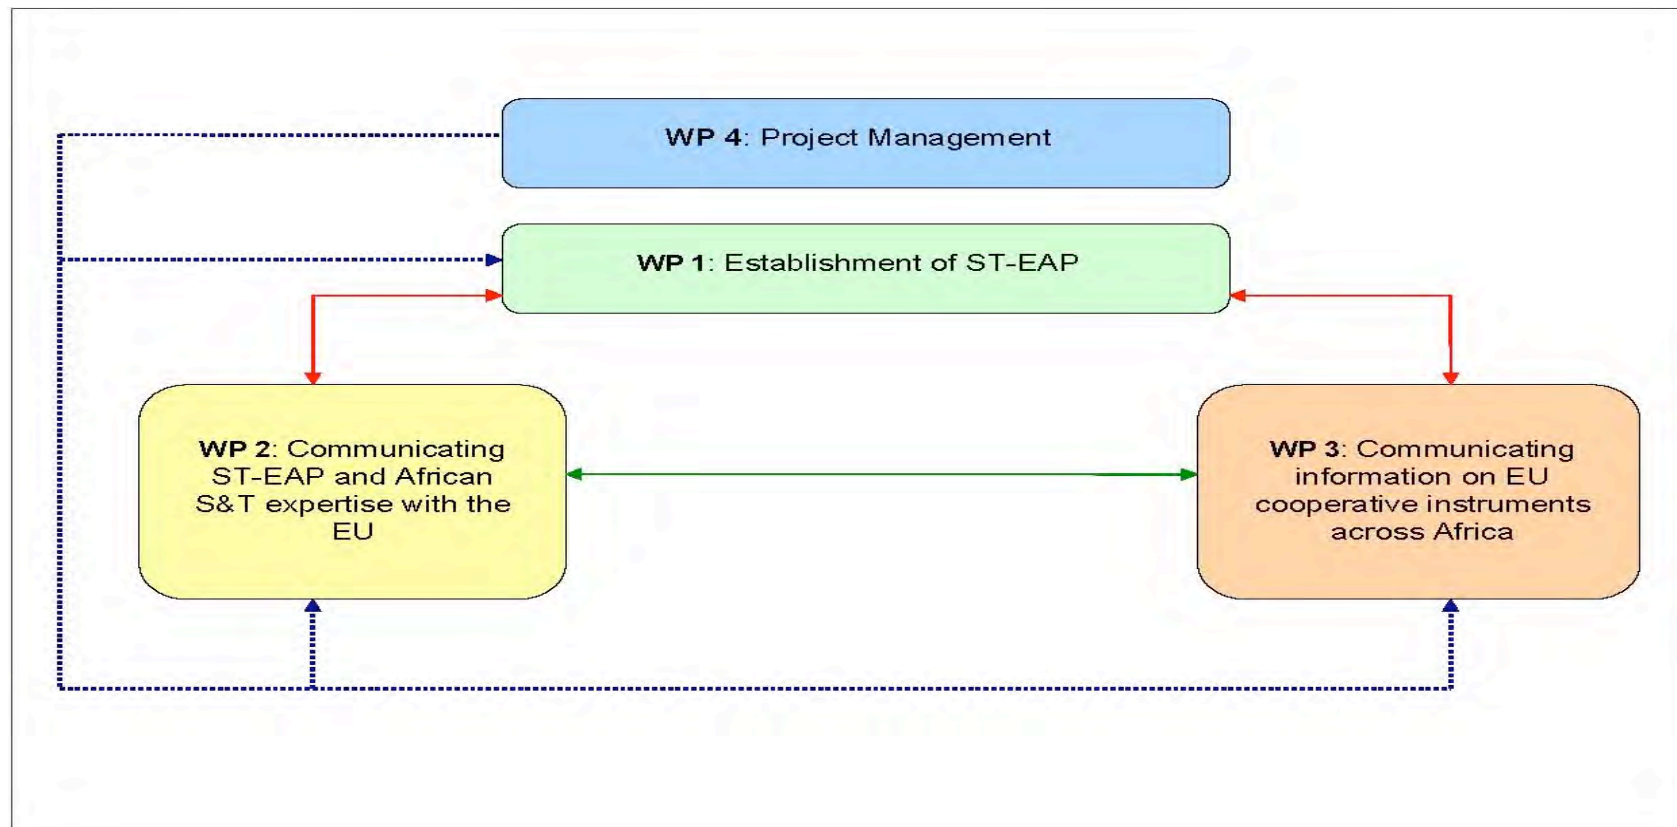 WP 4: Project Management
WP 1: Establishment of ST-EAP
WP 2: Communicating
ST-EAP and African
S&T expertise with the
EU
WP 3: Communicating
information on EU
cooperative instruments
across Africa